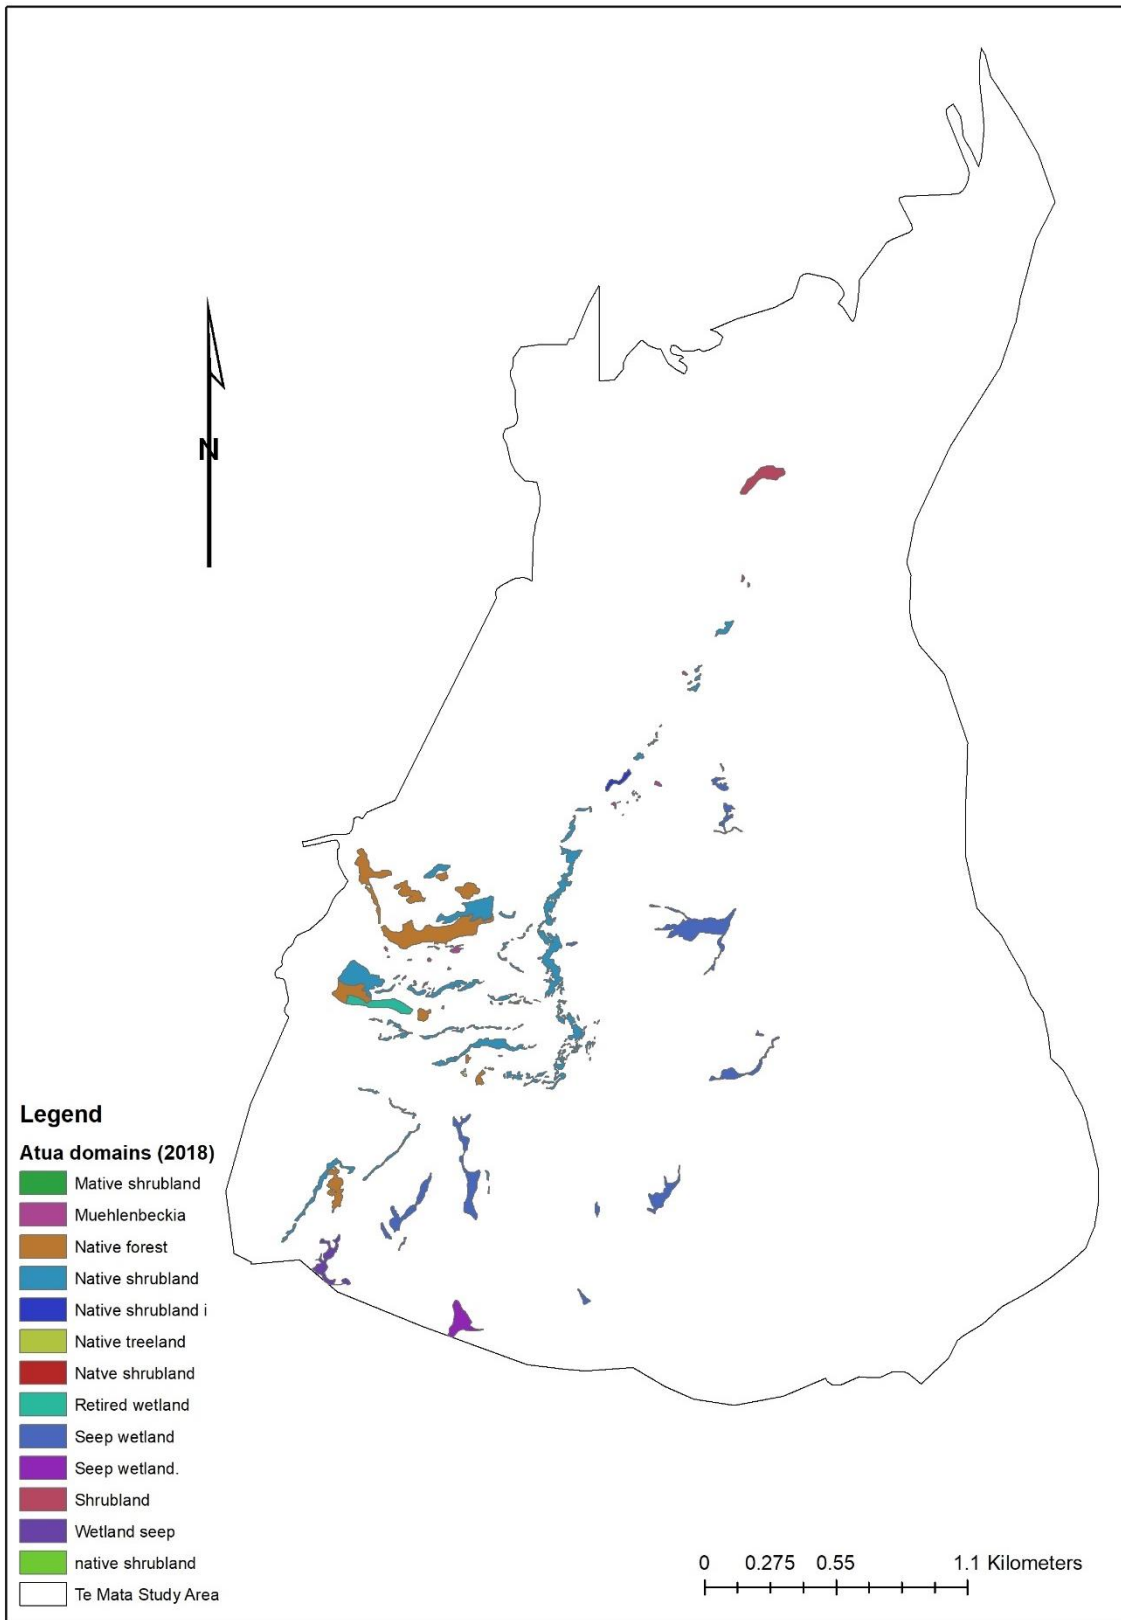 N
Legend
Atua domains (2018)
Mative shrubland
Muehlenbeckia
Native forest
Native shrubland
Native shrubland i
Native treeland
Natve shrubland
Retired wetland
Seep wetland
Seep wetland.
Shrubland
Wetland seep
native shrubland
Te Mata Study Area
0 0.275 0.55 1.1 Kilometers